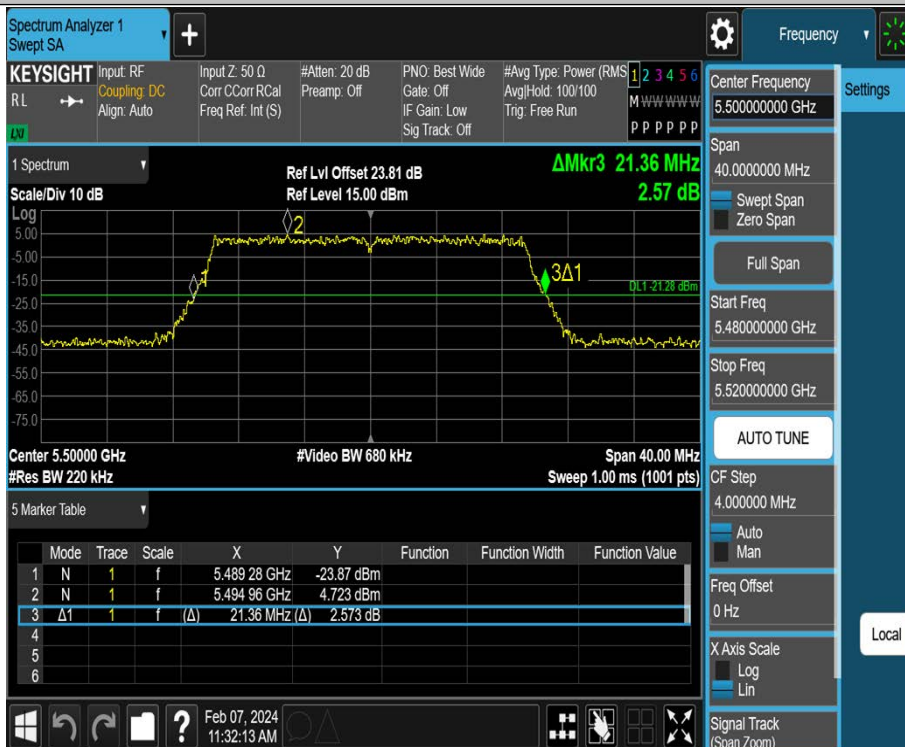 Spectrum Analyzer 1
Swept SA
+
Frequency
KEYSIGHT
RL
LXI
Input: RF
Coupling: DC
Align: Auto
Input Z: 50 Ω
Corr CCorr RCal
Freq Ref: Int (S)
#Atten: 20 dB
Preamp: Off
PNO: Best Wide
Gate: Off
IF Gain: Low
Sig Track: Off
#Avg Type: Power (RMS
Avg|Hold: 100/100
Trig: Free Run
1 2 3 4 5 6
M W W W W W
P P P P P P
1 Spectrum
Scale/Div 10 dB
Log
Ref Lvl Offset 23.81 dB
Ref Level 15.00 dBm
ΔMkr3 21.36 MHz
2.57 dB
5.00
-5.00
-15.0
-25.0
-35.0
-45.0
-55.0
-65.0
-75.0
1
2
3Δ1
DL1 -21.28 dBm
Center 5.50000 GHz
#Video BW 680 kHz
Span 40.00 MHz
#Res BW 220 kHz
Sweep 1.00 ms (1001 pts)
5 Marker Table
Mode Trace Scale X Y Function Function Width Function Value
1 N 1 f 5.489 28 GHz -23.87 dBm
2 N 1 f 5.494 96 GHz 4.723 dBm
3 Δ1 1 f (Δ) 21.36 MHz (Δ) 2.573 dB
4
5
6
?
Feb 07, 2024
11:32:13 AM
Center Frequency
5.500000000 GHz
Span
40.0000000 MHz
Swept Span
Zero Span
Full Span
Start Freq
5.480000000 GHz
Stop Freq
5.520000000 GHz
AUTO TUNE
CF Step
4.000000 MHz
Auto
Man
Freq Offset
0 Hz
X Axis Scale
Log
Lin
Signal Track
(Span Zoom)
Settings
Local